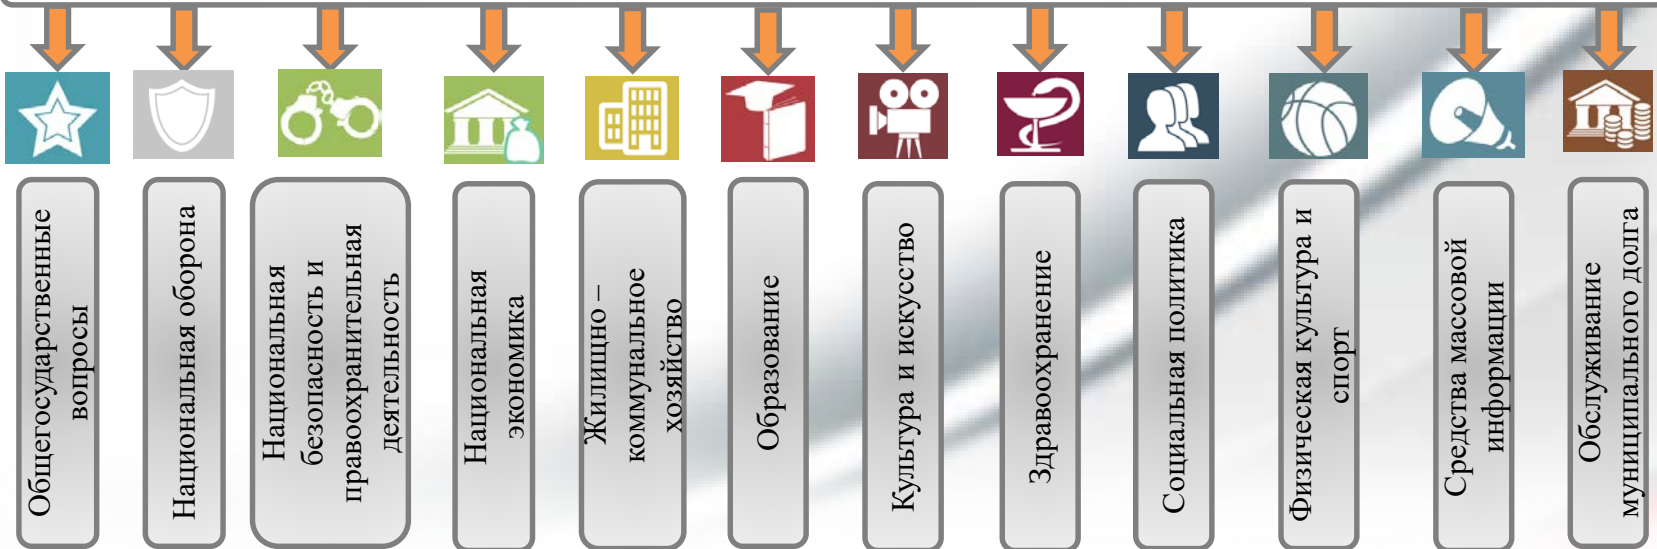 Общегосударственные
вопросы
Национальная оборона
Национальная
безопасность и
правоохранительная
деятельность
Национальная
экономика
Жилищно –
коммунальное
хозяйство
Образование
Культура и искусство
Здравоохранение
Социальная политика
Физическая культура и
спорт
Средства массовой
информации
Обслуживание
муниципального долга